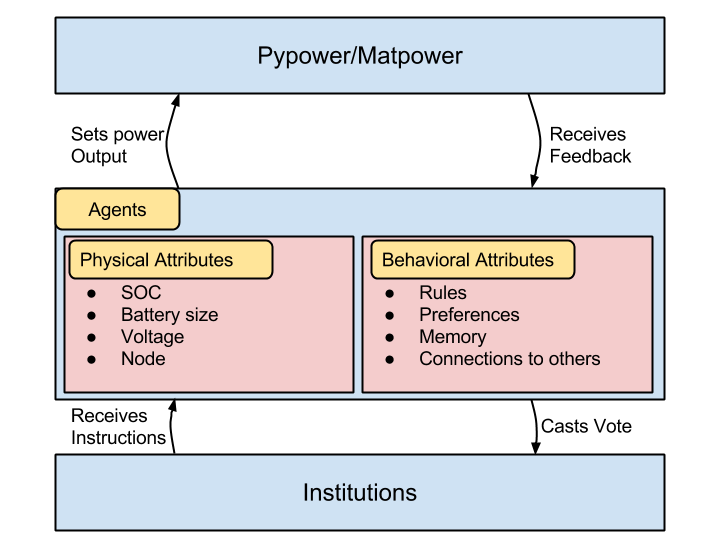 Pypower/Matpower
Sets power
Output
Receives
Feedback
Agents
Physical Attributes
● SOC
● Battery size
● Voltage
● Node
Behavioral Attributes
● Rules
● Preferences
● Memory
● Connections to others
Receives
Instructions
Casts Vote
Institutions